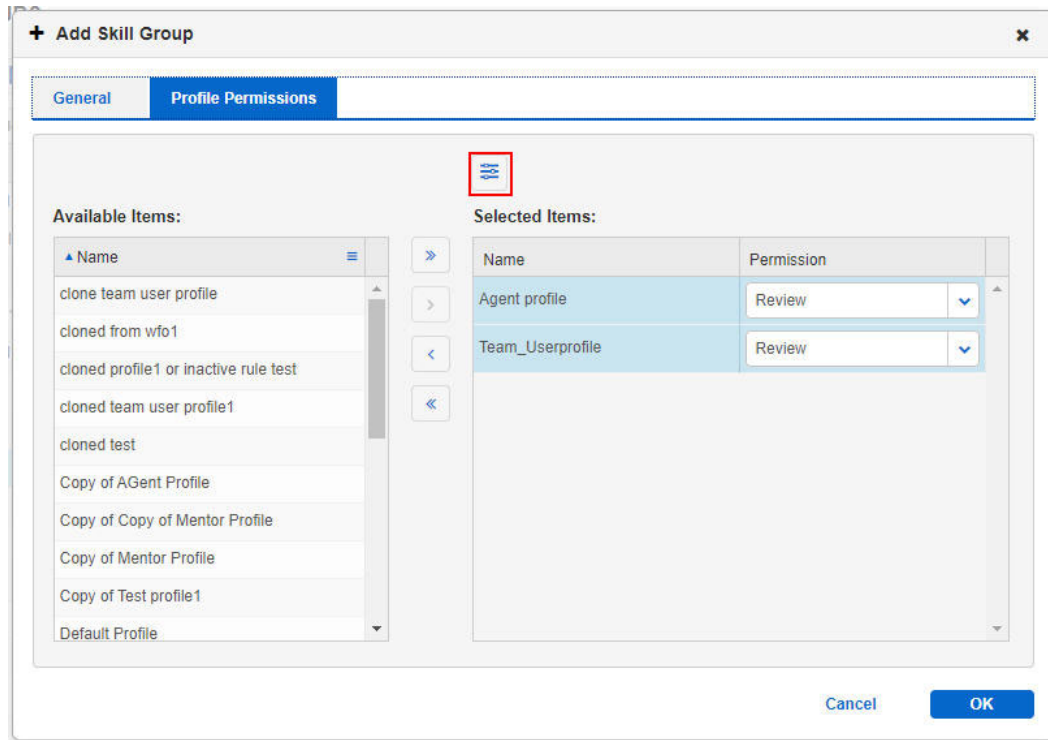 Add Skill Group
General
Profile Permissions
Available Items:
Selected Items:
Name
Name
Permission
clone team user profile
cloned from wfo1
cloned profile1 or inactive rule test
cloned team user profile1
cloned test
Copy of AGent Profile
Copy of Copy of Mentor Profile
Copy of Mentor Profile
Copy of Test profile1
Default Profile
Agent profile
Review
Team_Userprofile
Review
Cancel
OK